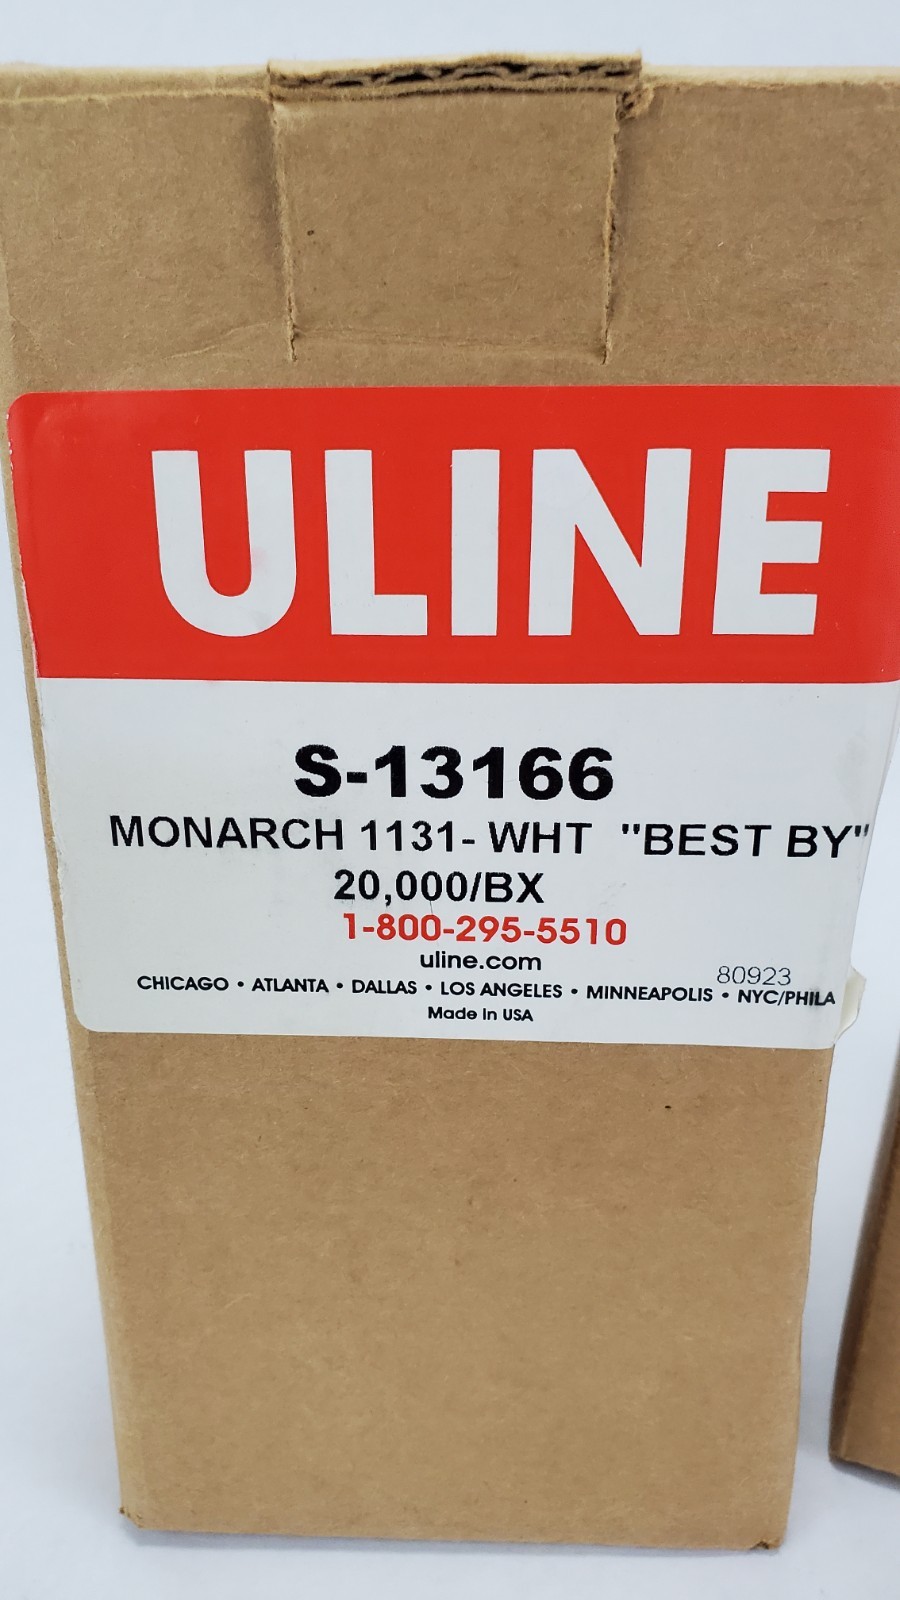 ULINE
S-13166
MONARCH 1131- WHT "BEST BY"
20,000/BX
1-800-295-5510
uline.com
80923
CHICAGO • ATLANTA • DALLAS • LOS ANGELES • MINNEAPOLIS • NYC/PHILA
Made in USA